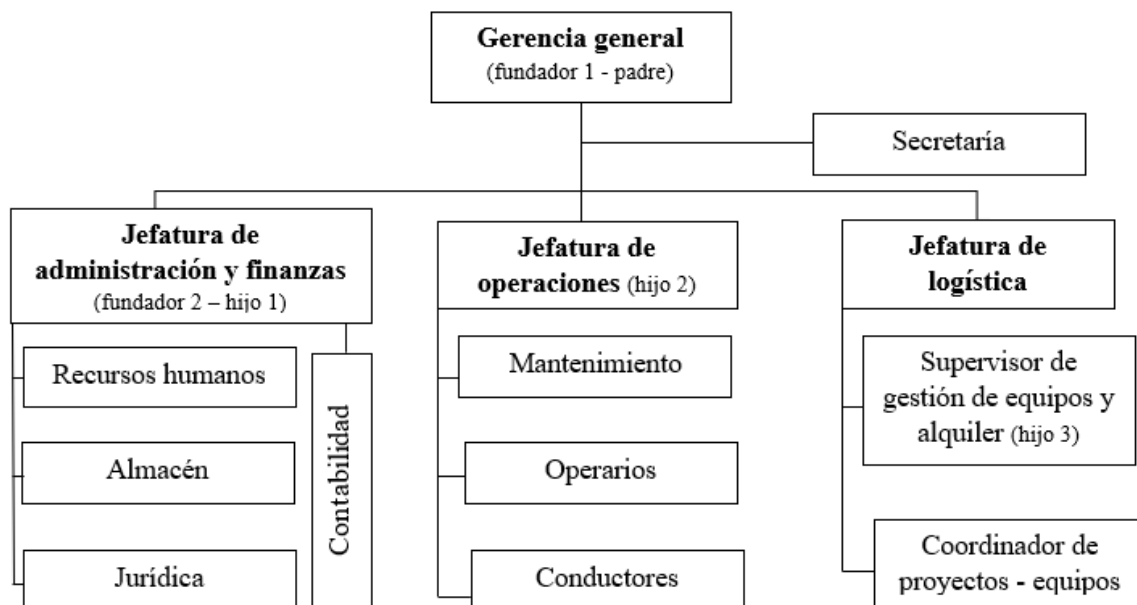 Gerencia general
(fundador 1 - padre)
Secretaría
Jefatura de
administración y finanzas
(fundador 2 – hijo 1)
Recursos humanos
Almacén
Jurídica
Contabilidad
Jefatura de
operaciones (hijo 2)
Mantenimiento
Operarios
Conductores
Jefatura de
logística
Supervisor de
gestión de equipos y
alquiler (hijo 3)
Coordinador de
proyectos - equipos